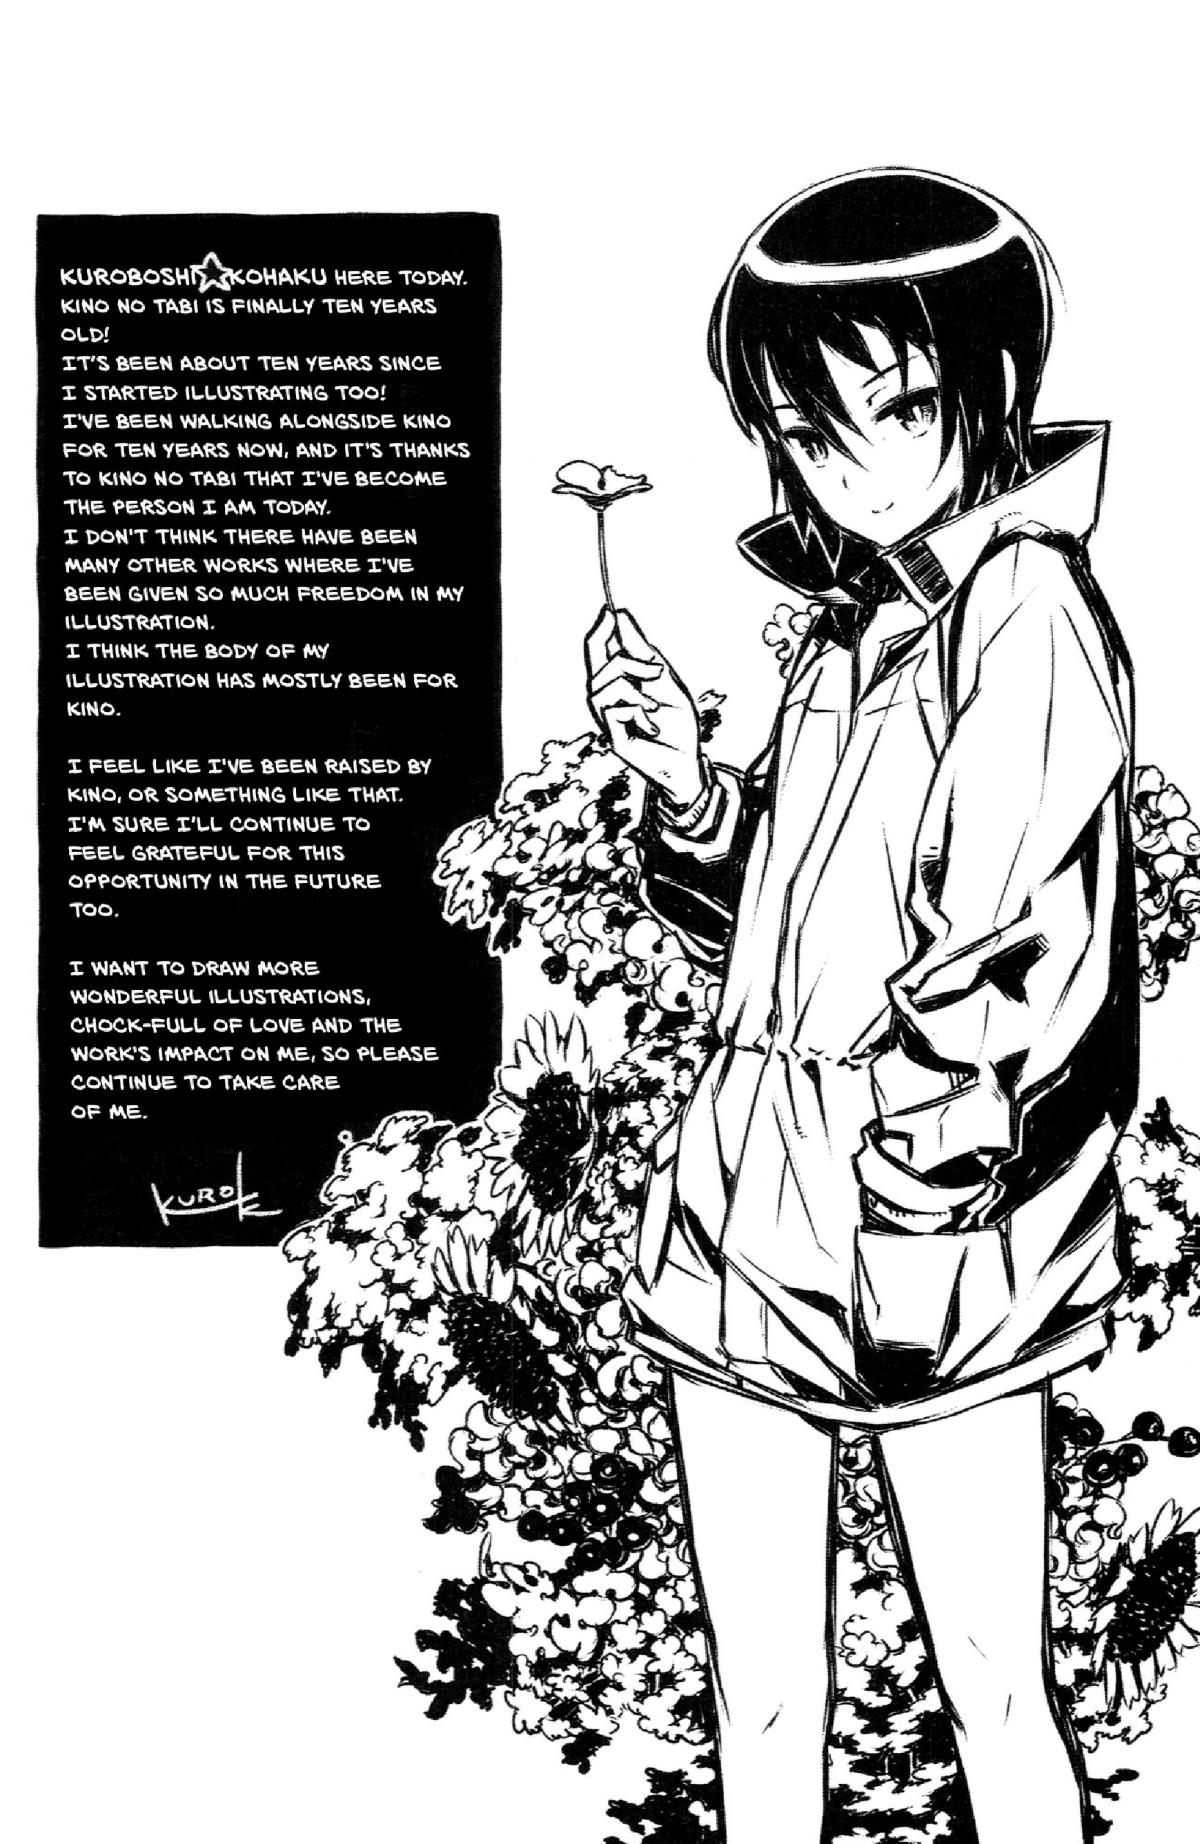 KUROBOSHI☆KOHAKU HERE TODAY.
KINO NO TABI IS FINALLY TEN YEARS
OLD!
IT'S BEEN ABOUT TEN YEARS SINCE
I STARTED ILLUSTRATING TOO!
I'VE BEEN WALKING ALONGSIDE KINO
FOR TEN YEARS NOW, AND IT'S THANKS
TO KINO NO TABI THAT I'VE BECOME
THE PERSON I AM TODAY.
I DON'T THINK THERE HAVE BEEN
MANY OTHER WORKS WHERE I'VE
BEEN GIVEN SO MUCH FREEDOM IN MY
ILLUSTRATION.
I THINK THE BODY OF MY
ILLUSTRATION HAS MOSTLY BEEN FOR
KINO.
I FEEL LIKE I'VE BEEN RAISED BY
KINO, OR SOMETHING LIKE THAT.
I'M SURE I'LL CONTINUE TO
FEEL GRATEFUL FOR THIS
OPPORTUNITY IN THE FUTURE
TOO.
I WANT TO DRAW MORE
WONDERFUL ILLUSTRATIONS,
CHOCK-FULL OF LOVE AND THE
WORK'S IMPACT ON ME, SO PLEASE
CONTINUE TO TAKE CARE
OF ME.
KUROK